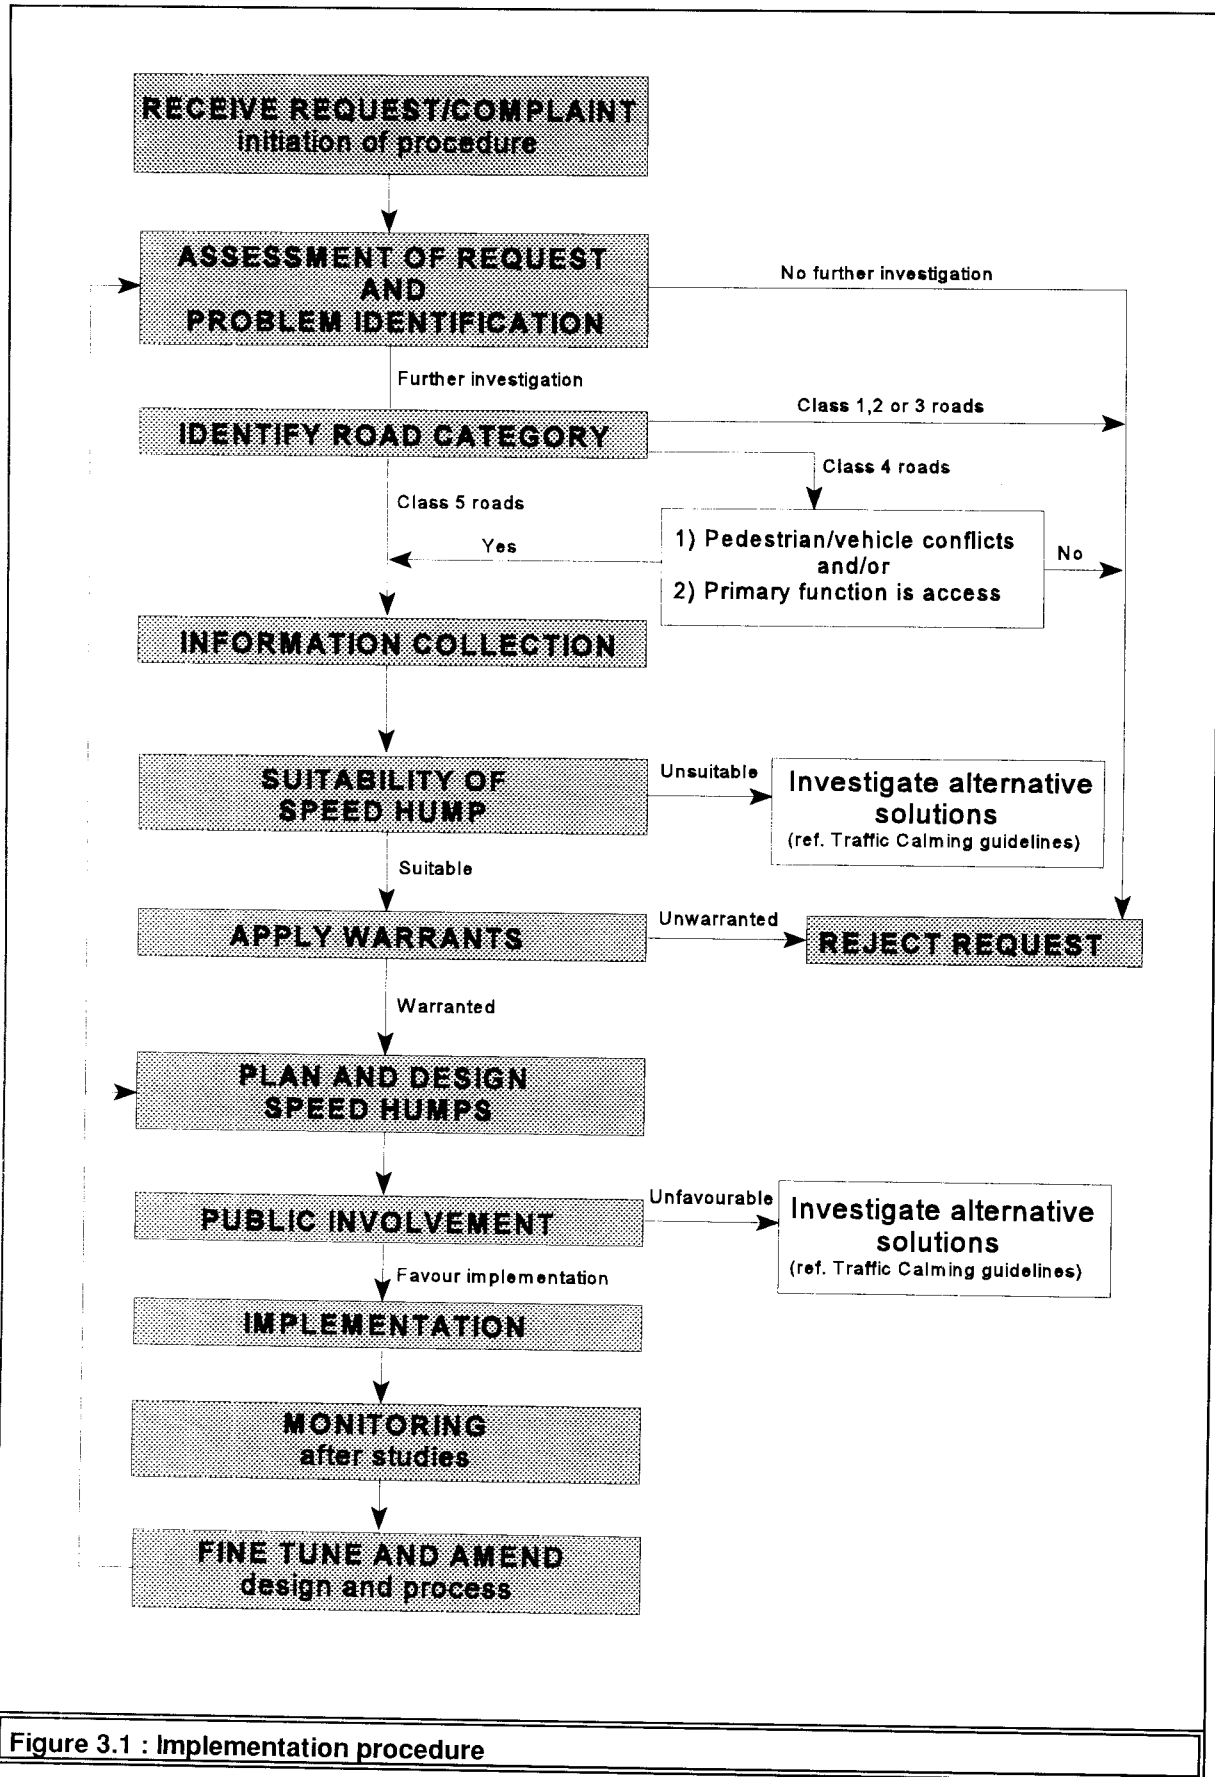 RECEIVE REQUEST/COMPLAINT
initiation of procedure
ASSESSMENT OF REQUEST
AND
PROBLEM IDENTIFICATION
No further investigation
Further investigation
Class 1,2 or 3 roads
IDENTIFY ROAD CATEGORY
Class 4 roads
Class 5 roads
Yes
1) Pedestrian/vehicle conflicts
and/or
2) Primary function is access
No
INFORMATION COLLECTION
SUITABILITY OF
SPEED HUMP
Unsuitable
Investigate alternative
solutions
(ref. Traffic Calming guidelines)
Suitable
APPLY WARRANTS
Unwarranted
REJECT REQUEST
Warranted
PLAN AND DESIGN
SPEED HUMPS
PUBLIC INVOLVEMENT
Unfavourable
Investigate alternative
solutions
(ref. Traffic Calming guidelines)
Favour implementation
IMPLEMENTATION
MONITORING
after studies
FINE TUNE AND AMEND
design and process
Figure 3.1 : Implementation procedure